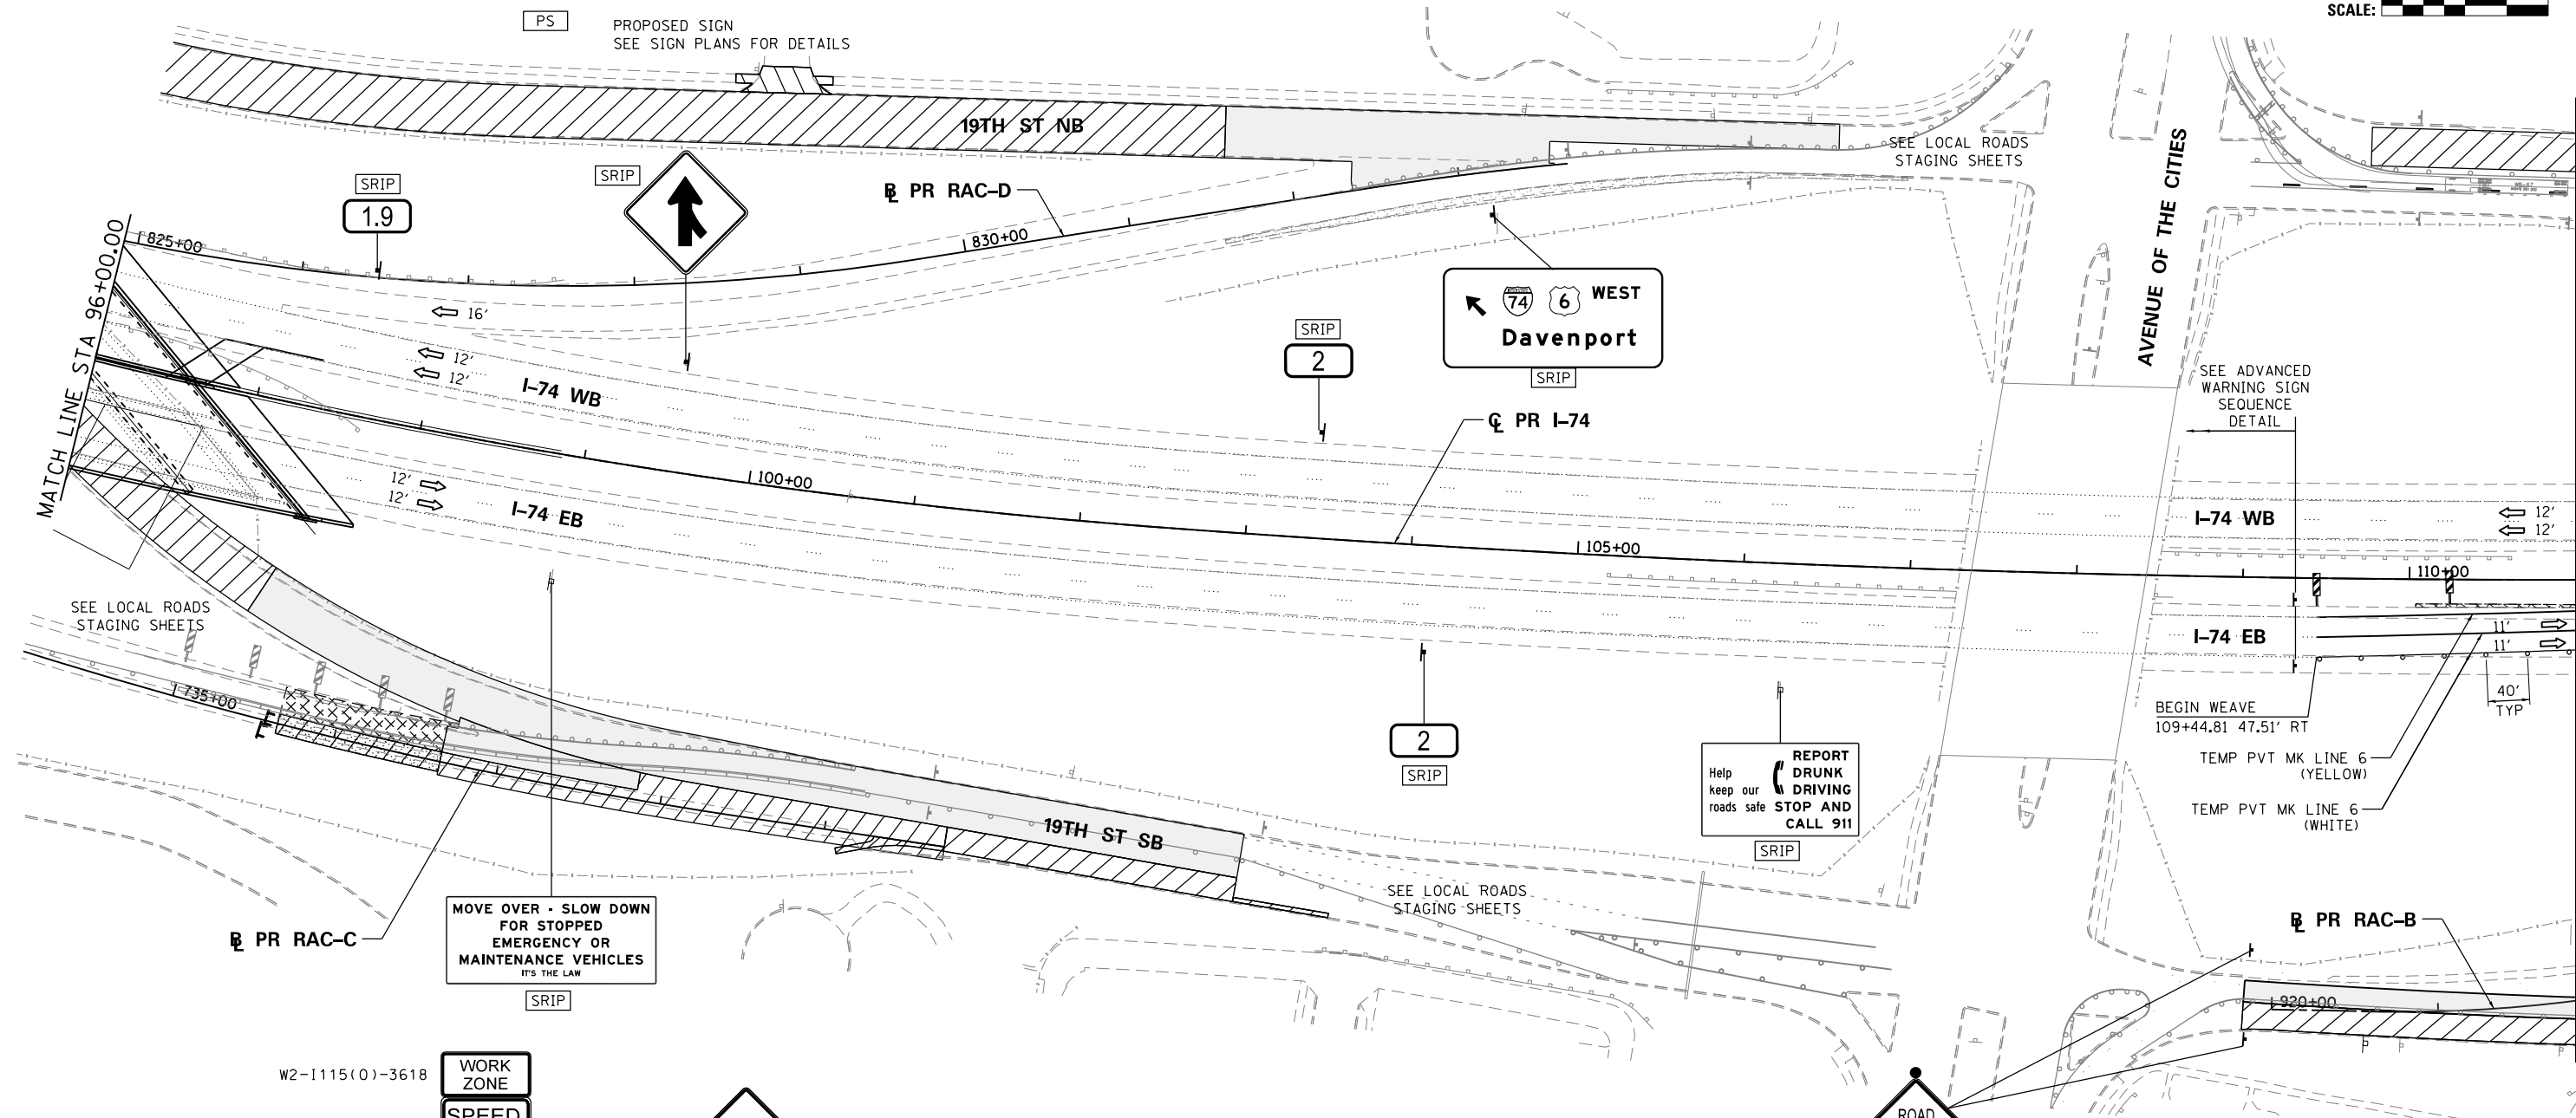 SCALE:
PS
PROPOSED SIGN
SEE SIGN PLANS FOR DETAILS
19TH ST NB
SEE LOCAL ROADS
STAGING SHEETS
AVENUE OF THE CITIES
SRIP
1.9
SRIP
℄ PR RAC-D
825+00
830+00
MATCH LINE STA 96+00.00
16'
12'
12'
I-74 WB
SRIP
2
74 6 WEST
Davenport
SRIP
℄ PR I-74
SEE ADVANCED
WARNING SIGN
SEQUENCE
DETAIL
12'
12'
I-74 EB
100+00
105+00
I-74 WB
12'
12'
110+00
I-74 EB
11'
11'
SEE LOCAL ROADS
STAGING SHEETS
735+00
40'
TYP
BEGIN WEAVE
109+44.81 47.51' RT
TEMP PVT MK LINE 6
(YELLOW)
TEMP PVT MK LINE 6
(WHITE)
2
SRIP
Help
keep our
roads safe
REPORT
DRUNK
DRIVING
STOP AND
CALL 911
SRIP
19TH ST SB
SEE LOCAL ROADS
STAGING SHEETS
℄ PR RAC-C
MOVE OVER - SLOW DOWN
FOR STOPPED
EMERGENCY OR
MAINTENANCE VEHICLES
IT'S THE LAW
SRIP
℄ PR RAC-B
920+00
W2-I115(O)-3618
WORK
ZONE
SPEED
ROAD